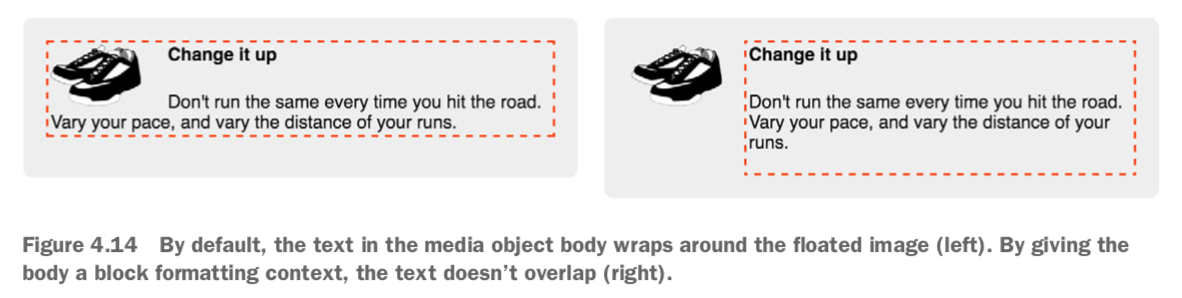 Change it up
Don't run the same every time you hit the road.
Vary your pace, and vary the distance of your runs.
Change it up
Don't run the same every time you hit the road.
Vary your pace, and vary the distance of your
runs.
Figure 4.14 By default, the text in the media object body wraps around the floated image (left). By giving the
body a block formatting context, the text doesn’t overlap (right).